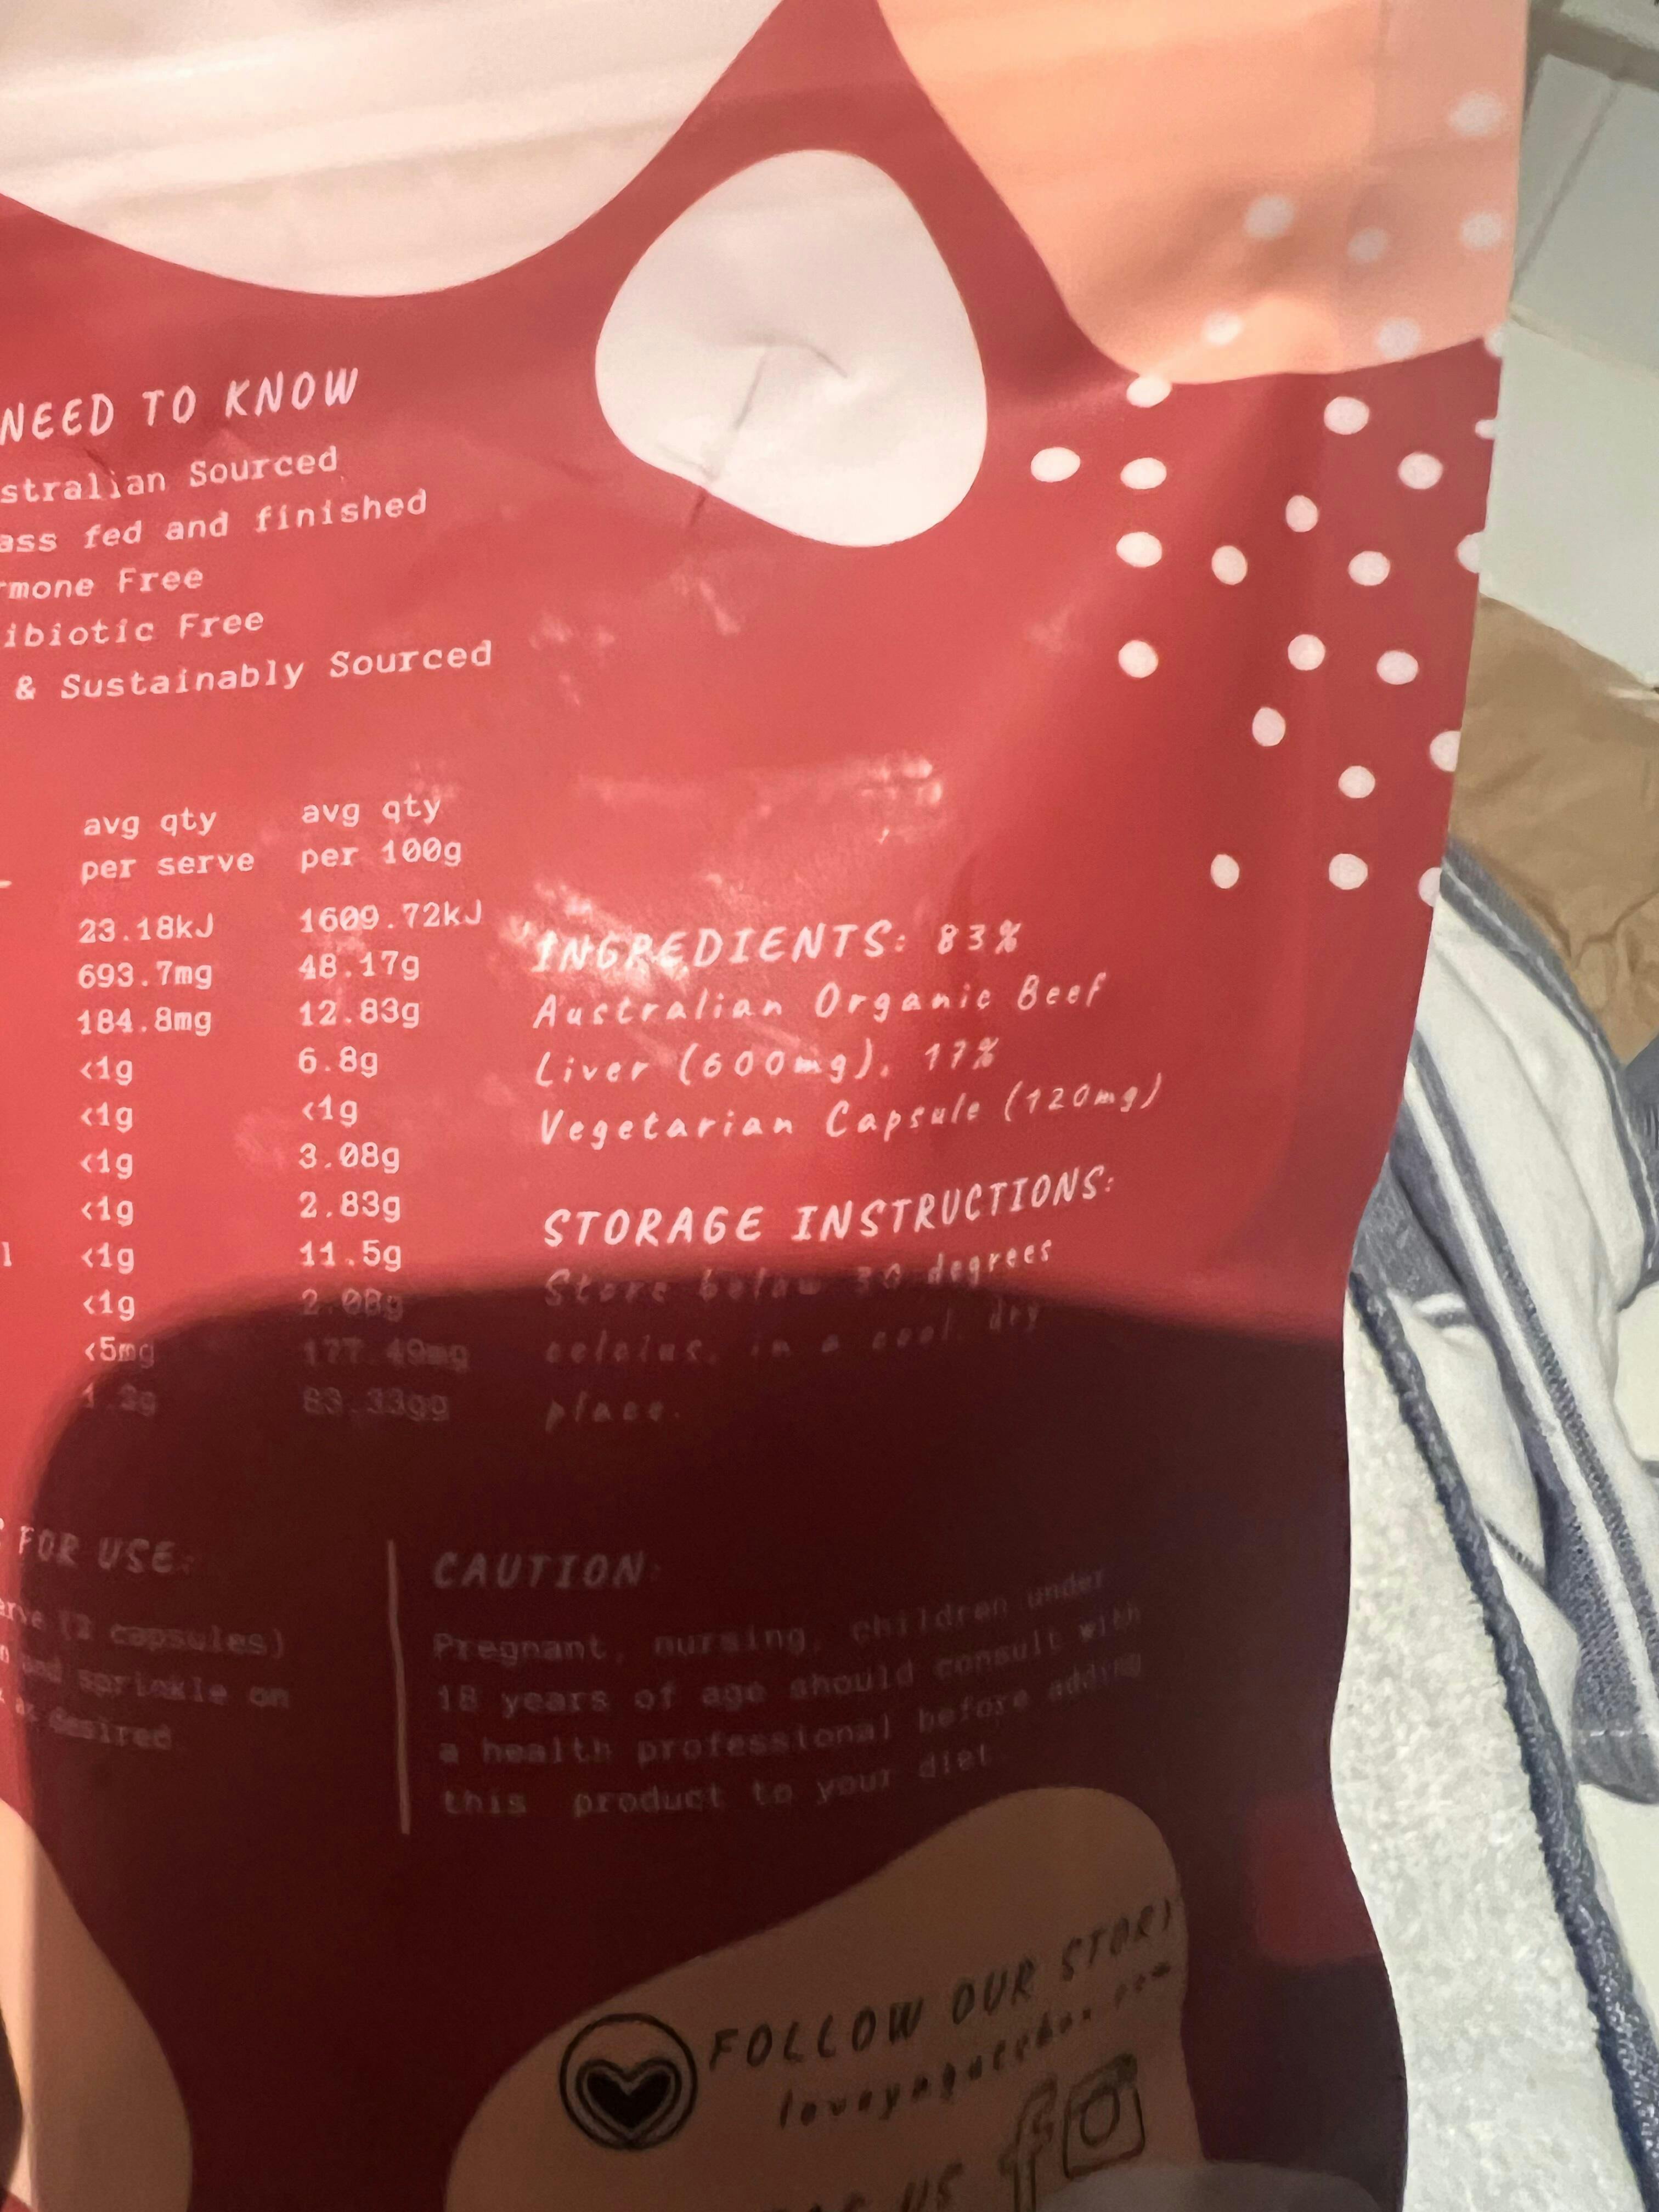 NEED TO KNOW
stralian Sourced
ass fed and finished
rmone Free
ibiotic Free
& Sustainably Sourced
avg qty avg qty
per serve per 100g
23.18kJ 1609.72kJ
693.7mg 48.17g
184.8mg 12.83g
<1g 6.8g
<1g <1g
<1g 3.08g
<1g 2.83g
l <1g 11.5g
<1g 2.08g
<5mg 177.49mg
83.33gg
INGREDIENTS: 83%
Australian Organic Beef
Liver (600mg), 17%
Vegetarian Capsule (120mg)
STORAGE INSTRUCTIONS:
Store below 30 degrees
celcius, in a cool, dry
place.
FOR USE:
erve (2 capsules)
and sprinkle on
as desired
CAUTION:
Pregnant, nursing, children under
18 years of age should consult with
a health professional before adding
this product to your diet.
FOLLOW OUR STORY
US